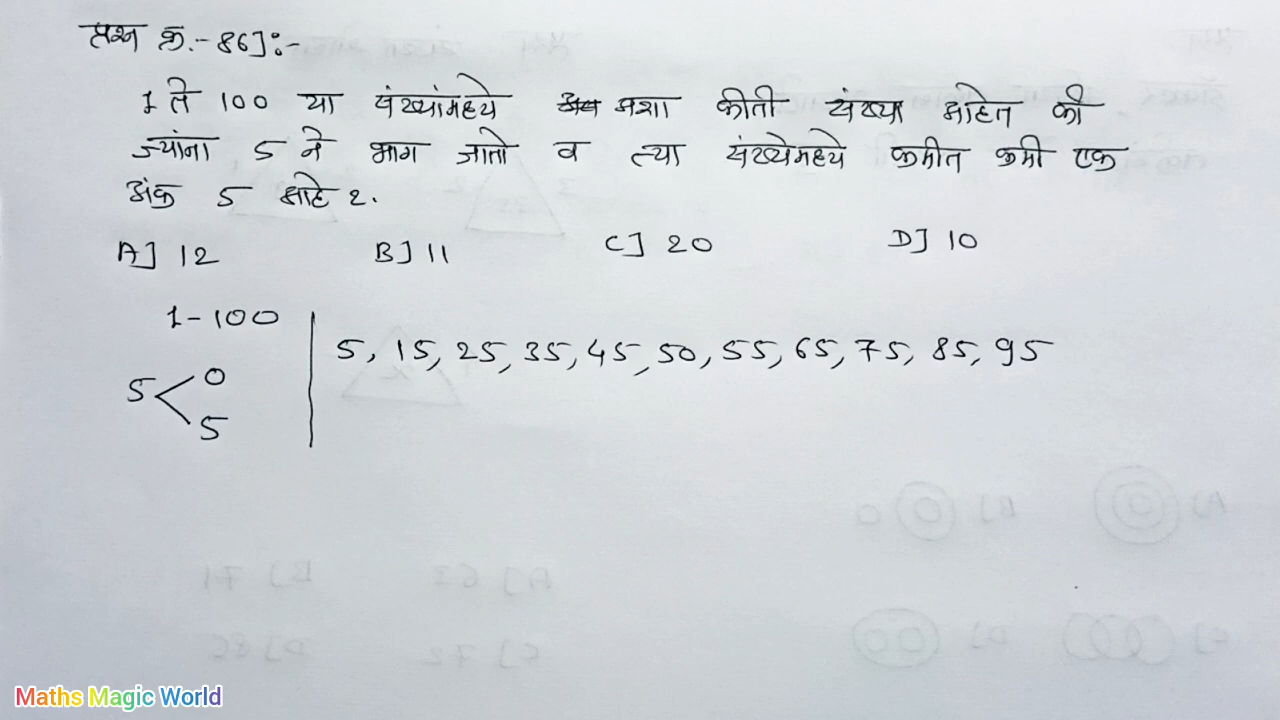 प्रश्न क्र.-86]:-
1 ते 100 या संख्यांमध्ये अशा कीती संख्या आहेत की
ज्यांना 5 ने भाग जातो व त्या संख्येमध्ये कमीत कमी एक
अंक 5 आहे ?.
A] 12 B] 11 C] 20 D] 10
1-100
5, 15, 25, 35, 45, 50, 55, 65, 75, 85, 95
5 < 0
5
Maths Magic World